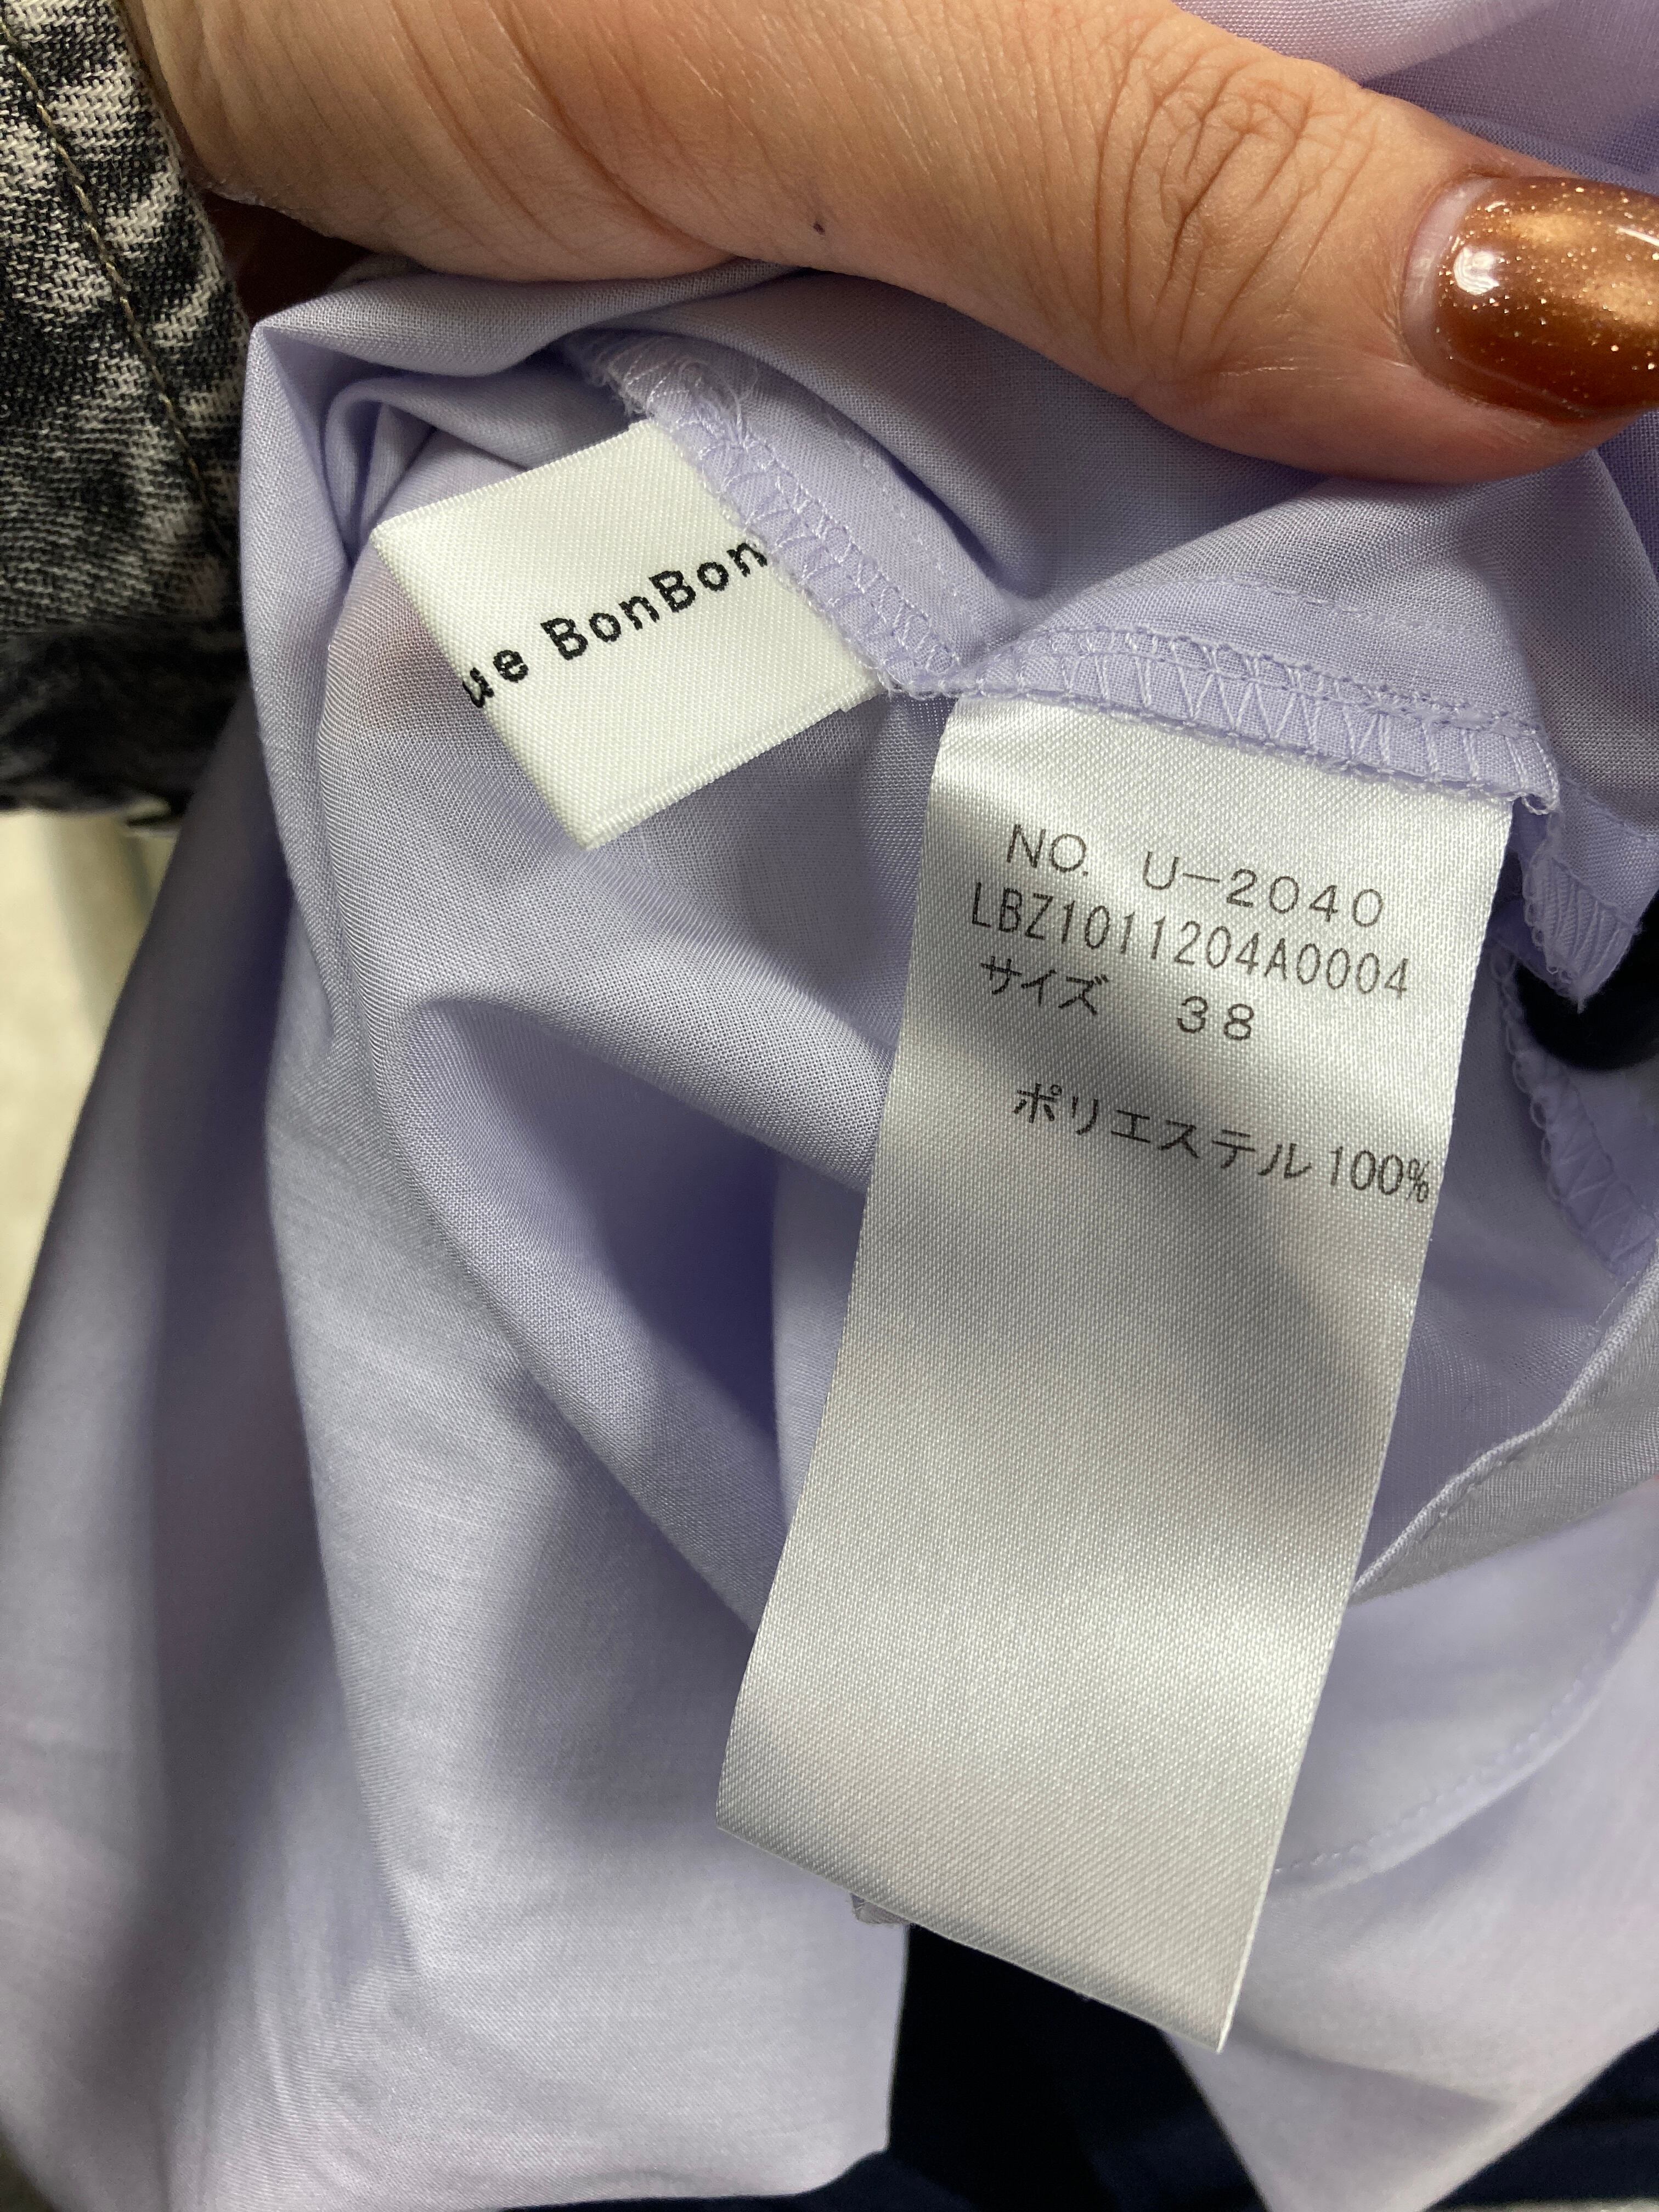 ue BonBon
NO. U-2040
LBZ1011204A0004
サイズ 38
ポリエステル100%